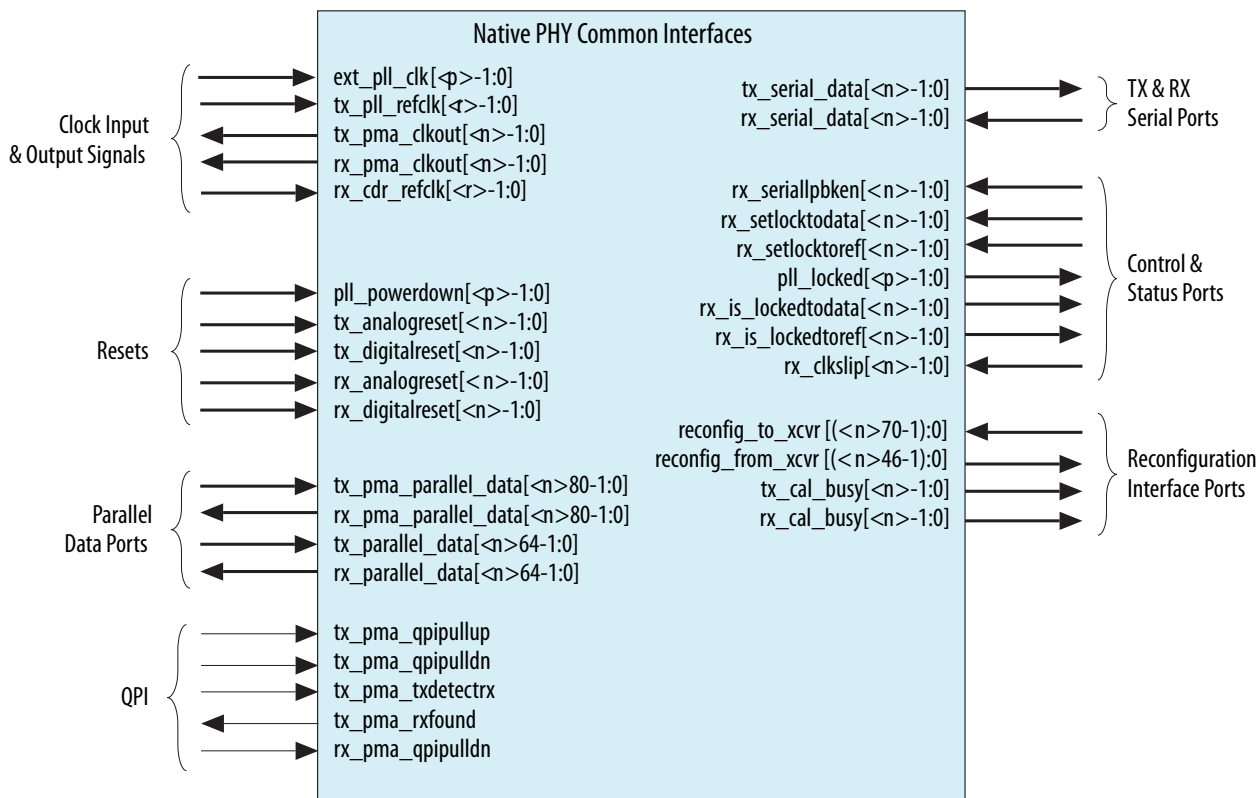 Native PHY Common Interfaces
Clock Input
& Output Signals
ext_pll_clk[<p>-1:0]
tx_pll_refclk[<r>-1:0]
tx_pma_clkout[<n>-1:0]
rx_pma_clkout[<n>-1:0]
rx_cdr_refclk[<r>-1:0]
Resets
pll_powerdown[<p>-1:0]
tx_analogreset[<n>-1:0]
tx_digitalreset[<n>-1:0]
rx_analogreset[<n>-1:0]
rx_digitalreset[<n>-1:0]
Parallel
Data Ports
tx_pma_parallel_data[<n>80-1:0]
rx_pma_parallel_data[<n>80-1:0]
tx_parallel_data[<n>64-1:0]
rx_parallel_data[<n>64-1:0]
QPI
tx_pma_qpipullup
tx_pma_qpipulldn
tx_pma_txdetectrx
tx_pma_rxfound
rx_pma_qpipulldn
tx_serial_data[<n>-1:0]
rx_serial_data[<n>-1:0]
TX & RX
Serial Ports
rx_seriallpbken[<n>-1:0]
rx_setlocktodata[<n>-1:0]
rx_setlocktoref[<n>-1:0]
pll_locked[<p>-1:0]
rx_is_lockedtodata[<n>-1:0]
rx_is_lockedtoref[<n>-1:0]
rx_clkslip[<n>-1:0]
Control &
Status Ports
reconfig_to_xcvr [(<n>70-1):0]
reconfig_from_xcvr [(<n>46-1):0]
tx_cal_busy[<n>-1:0]
rx_cal_busy[<n>-1:0]
Reconfiguration
Interface Ports